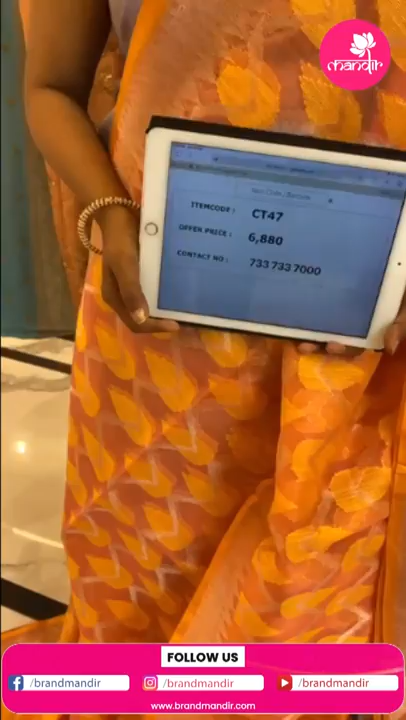 mandir
ITEMCODE : CT47
OFFER PRICE : 6,880
CONTACT NO : 733 733 7000
FOLLOW US
/brandmandir /brandmandir /brandmandir
www.brandmandir.com